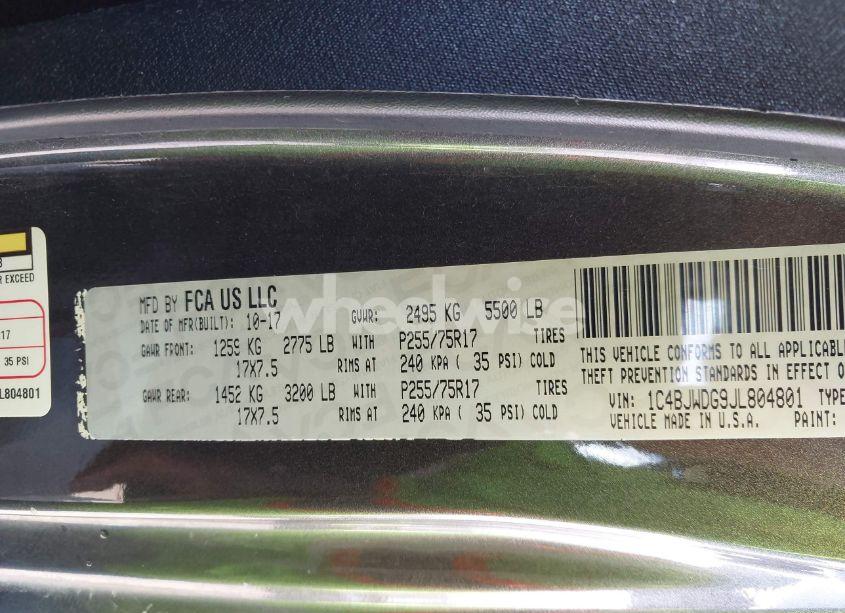 R EXCEED
17
35 PSI
JL804801
wheelwise
MFD BY FCA US LLC
DATE OF MFR(BUILT): 10-17 GVWR: 2495 KG 5500 LB
GAWR FRONT: 1259 KG 2775 LB WITH P255/75R17 TIRES
17X7.5 RIMS AT 240 KPA ( 35 PSI) COLD
GAWR REAR: 1452 KG 3200 LB WITH P255/75R17 TIRES
17X7.5 RIMS AT 240 KPA ( 35 PSI) COLD
THIS VEHICLE CONFORMS TO ALL APPLICABLE
THEFT PREVENTION STANDARDS IN EFFECT O
VIN: 1C4BJWDG9JL804801 TYPE
VEHICLE MADE IN U.S.A. PAINT: